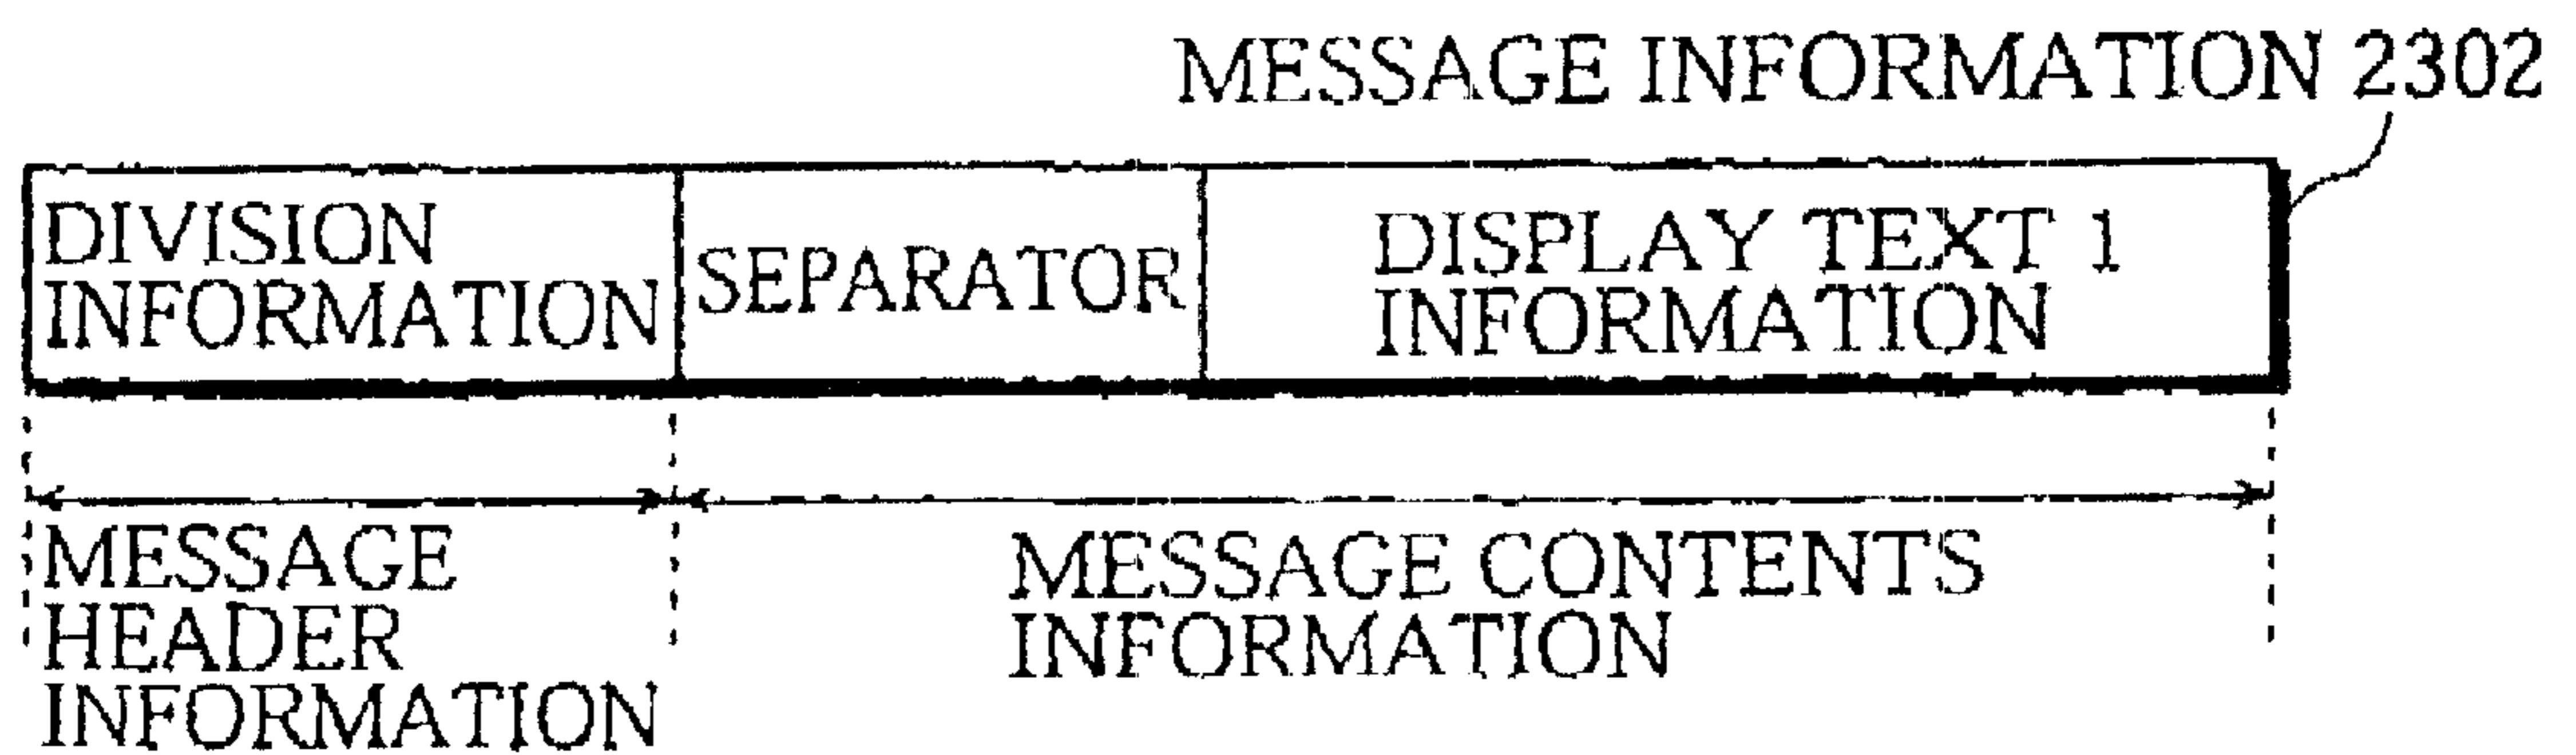 MESSAGE INFORMATION 2302
DIVISION
INFORMATION
SEPARATOR
DISPLAY TEXT 1
INFORMATION
MESSAGE
HEADER
INFORMATION
MESSAGE CONTENTS
INFORMATION